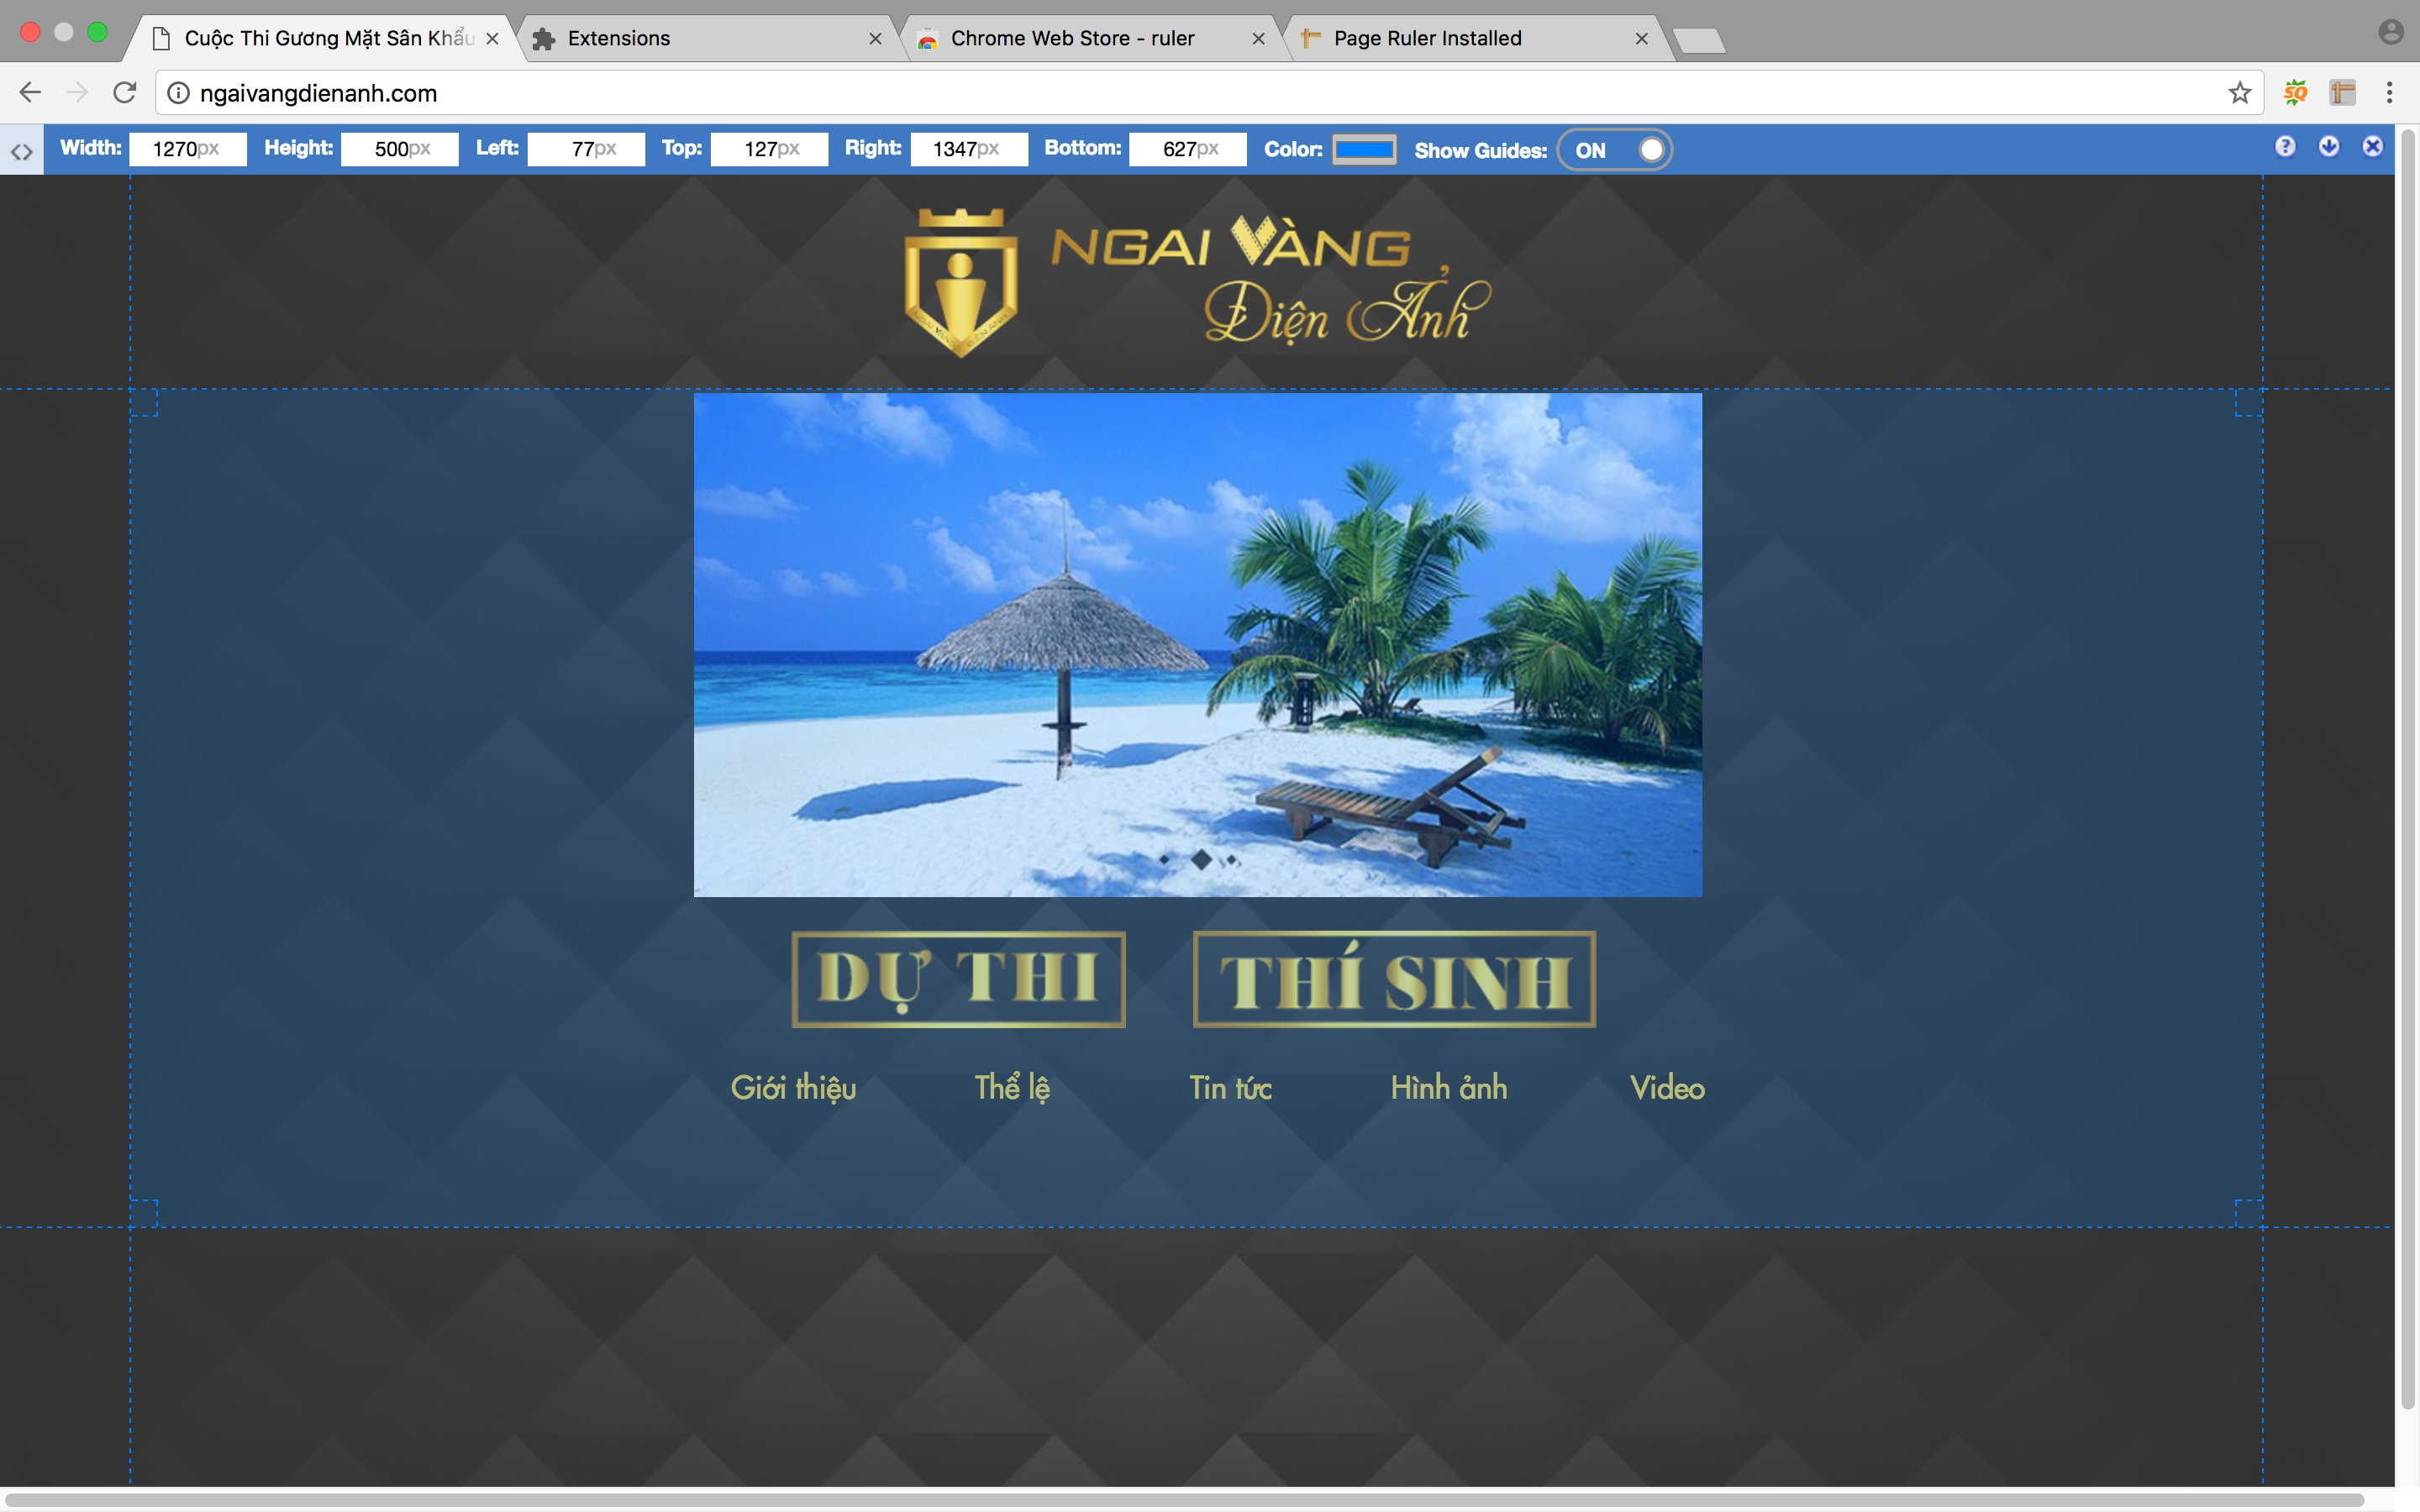 Cuộc Thi Gương Mặt Sân Khấu
Extensions
Chrome Web Store - ruler
Page Ruler Installed
ngaivangdienanh.com
SQ
Width: 1270px Height: 500px Left: 77px Top: 127px Right: 1347px Bottom: 627px Color: Show Guides: ON
NGAI VÀNG
Điện Ảnh
DỰ THI
THÍ SINH
Giới thiệu
Thể lệ
Tin tức
Hình ảnh
Video